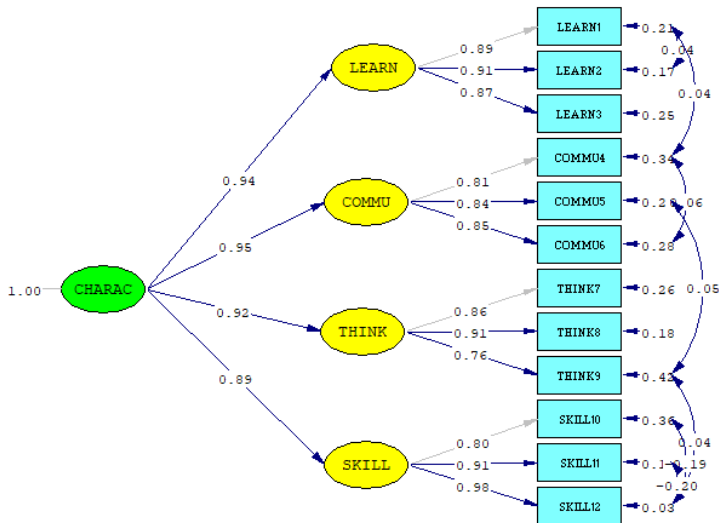 LEARN1
0.21
0.89
0.04
LEARN
0.91
LEARN2
0.17
0.87
0.04
LEARN3
0.25
COMMU4
0.34
0.94
0.81
COMMU
0.84
COMMU5
0.06
0.85
0.95
COMMU6
0.28
1.00
CHARAC
THINK7
0.26
0.05
0.92
0.86
THINK
0.91
THINK8
0.18
0.76
THINK9
0.42
0.89
SKILL10
0.36
0.80
0.04
SKILL
0.91
SKILL11
-0.19
0.98
-0.20
SKILL12
0.03